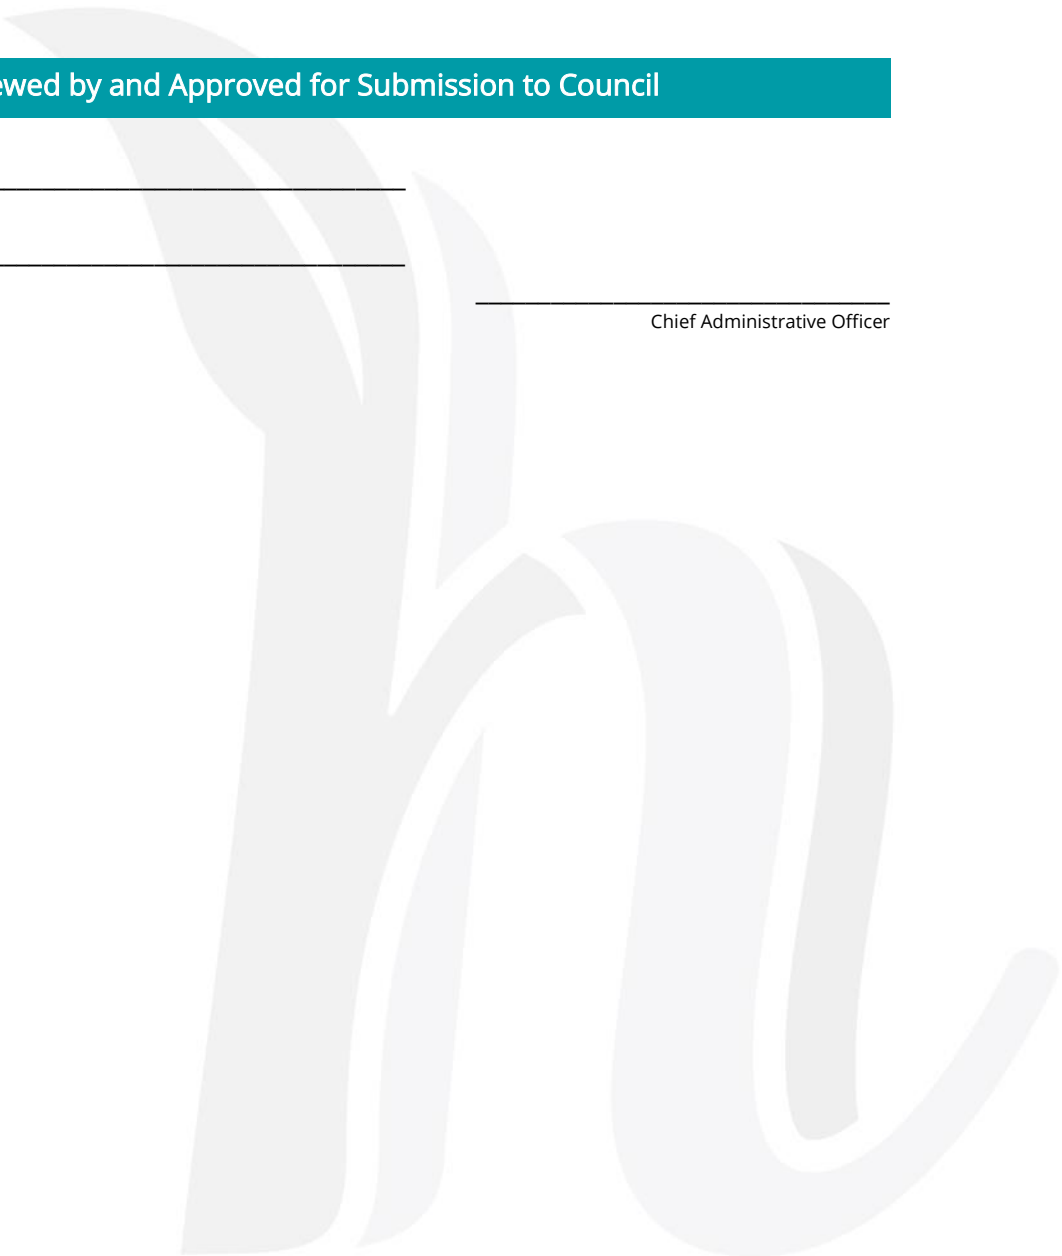 ewed by and Approved for Submission to Council
Chief Administrative Officer